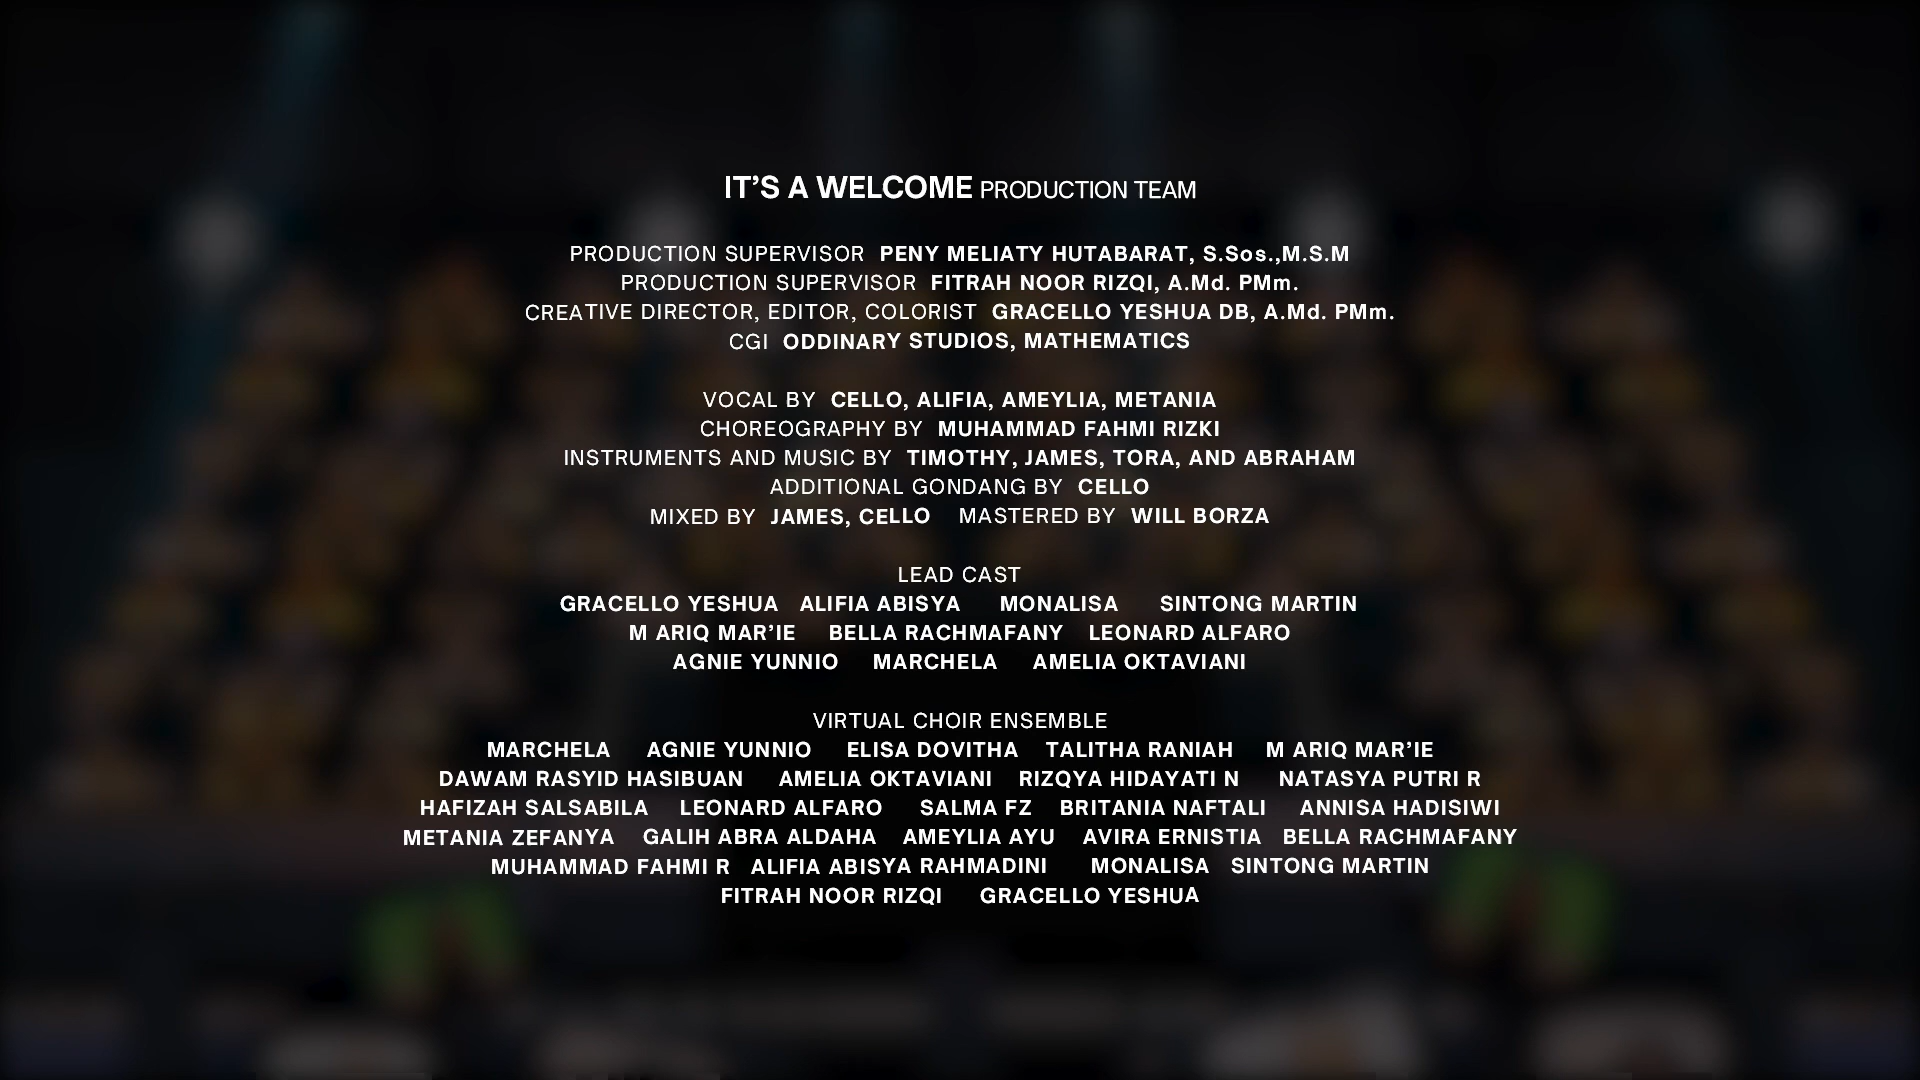 IT'S A WELCOME PRODUCTION TEAM
PRODUCTION SUPERVISOR PENY MELIATY HUTABARAT, S.Sos.,M.S.M
PRODUCTION SUPERVISOR FITRAH NOOR RIZQI, A.Md. PMm.
CREATIVE DIRECTOR, EDITOR, COLORIST GRACELLO YESHUA DB, A.Md. PMm.
CGI ODDINARY STUDIOS, MATHEMATICS
VOCAL BY CELLO, ALIFIA, AMEYLIA, METANIA
CHOREOGRAPHY BY MUHAMMAD FAHMI RIZKI
INSTRUMENTS AND MUSIC BY TIMOTHY, JAMES, TORA, AND ABRAHAM
ADDITIONAL GONDANG BY CELLO
MIXED BY JAMES, CELLO MASTERED BY WILL BORZA
LEAD CAST
GRACELLO YESHUA ALIFIA ABISYA MONALISA SINTONG MARTIN
M ARIQ MAR'IE BELLA RACHMAFANY LEONARD ALFARO
AGNIE YUNNIO MARCHELA AMELIA OKTAVIANI
VIRTUAL CHOIR ENSEMBLE
MARCHELA AGNIE YUNNIO ELISA DOVITHA TALITHA RANIAH M ARIQ MAR'IE
DAWAM RASYID HASIBUAN AMELIA OKTAVIANI RIZQYA HIDAYATI N NATASYA PUTRI R
HAFIZAH SALSABILA LEONARD ALFARO SALMA FZ BRITANIA NAFTALI ANNISA HADISIWI
METANIA ZEFANYA GALIH ABRA ALDAHA AMEYLIA AYU AVIRA ERNISTIA BELLA RACHMAFANY
MUHAMMAD FAHMI R ALIFIA ABISYA RAHMADINI MONALISA SINTONG MARTIN
FITRAH NOOR RIZQI GRACELLO YESHUA